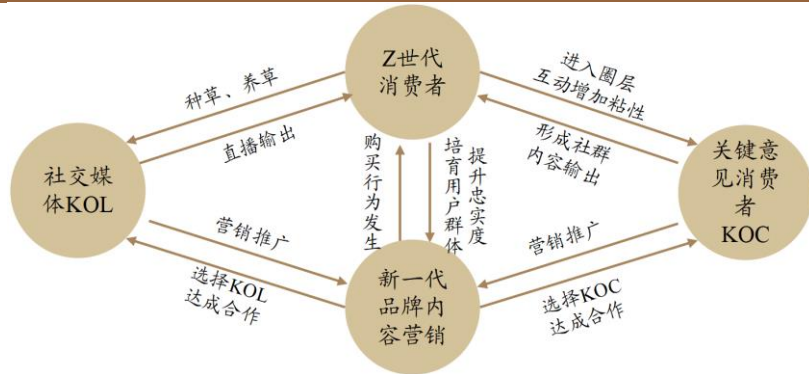 Z世代
消费者
种草、养草
直播输出
进入圈层
互动增加粘性
形成社群
内容输出
购买行为发生
培育用户群体
提升忠实度
社交媒
体KOL
关键意
见消费
者
KOC
营销推广
选择KOL
达成合作
营销推广
选择KOC
达成合作
新一代
品牌内
容营销